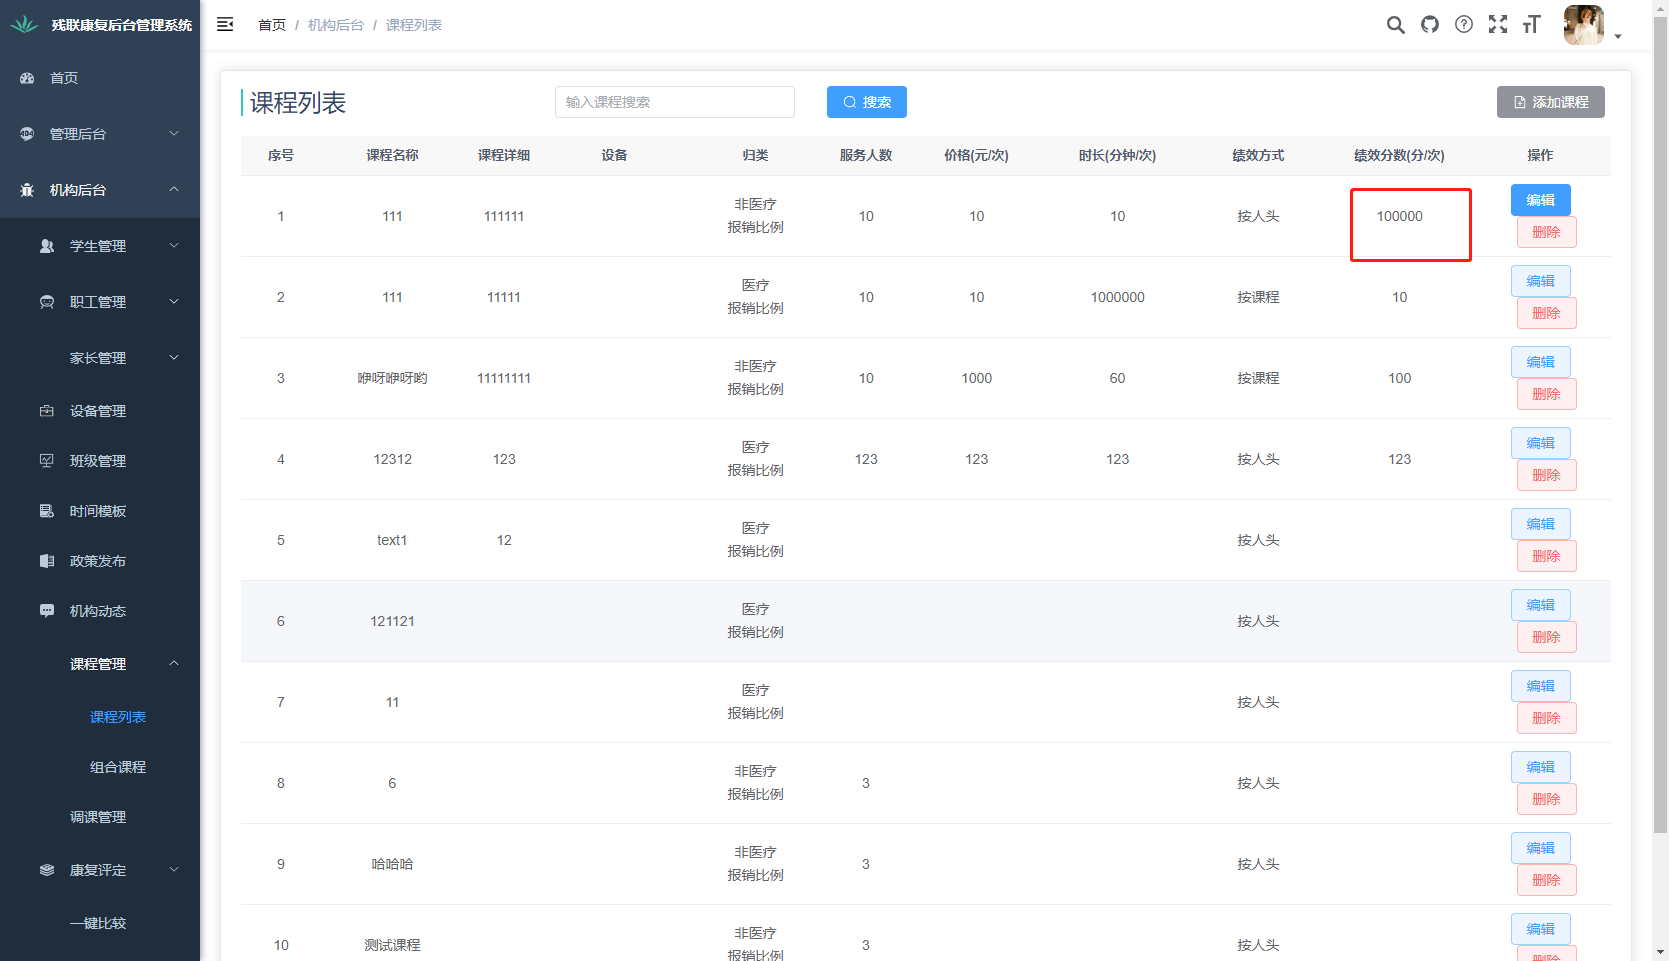 残联康复后台管理系统
首页 / 机构后台 / 课程列表
首页
管理后台
机构后台
学生管理
职工管理
家长管理
设备管理
班级管理
时间模板
政策发布
机构动态
课程管理
课程列表
组合课程
调课管理
康复评定
一键比较
课程列表
输入课程搜索
搜索
添加课程
序号 课程名称 课程详细 设备 归类 服务人数 价格(元/次) 时长(分钟/次) 绩效方式 绩效分数(分/次) 操作
1 111 111111 非医疗 10 10 10 按人头 100000 编辑
报销比例 删除
2 111 11111 医疗 10 10 1000000 按课程 10 编辑
报销比例 删除
3 咿呀咿呀哟 11111111 非医疗 10 1000 60 按课程 100 编辑
报销比例 删除
4 12312 123 医疗 123 123 123 按人头 123 编辑
报销比例 删除
5 text1 12 医疗 按人头 编辑
报销比例 删除
6 121121 医疗 按人头 编辑
报销比例 删除
7 11 医疗 按人头 编辑
报销比例 删除
8 6 非医疗 3 按人头 编辑
报销比例 删除
9 哈哈哈 非医疗 3 按人头 编辑
报销比例 删除
10 测试课程 非医疗 3 按人头 编辑
报销比例 删除